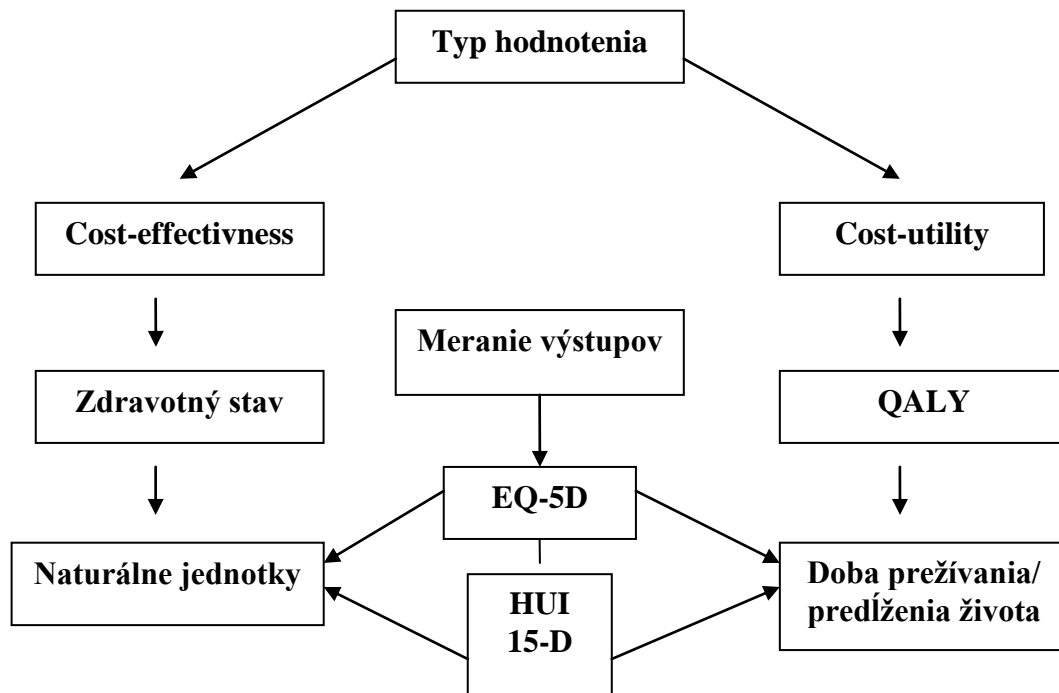 Typ hodnotenia
Cost-effectivness
Cost-utility
Meranie výstupov
Zdravotný stav
QALY
EQ-5D
Naturálne jednotky
HUI
15-D
Doba prežívania/
predĺženia života